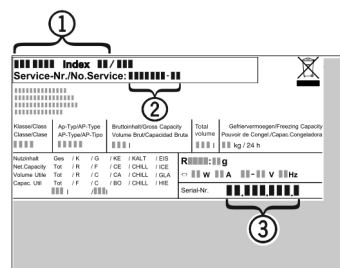 1
Index /
Service-Nr./No.Service: -
2
Klasse/Class Ap-Typ/AP-Type Bruttoinhalt/Gross Capacity Total Gefriervermoegen/Freezing Capacity
Classe/Clase AP-Type/AP-Tipo Volume Brut/Capacidad Bruta volume Pouvoir de Congel./Capac.Congeladora
l l kg / 24 h
Nutzinhalt Ges / K / G / KE / KALT / EIS
Net.Capacity Tot / R / F / CE / CHILL / ICE
Volume Utile Tot / R / C / CA / CHILL / GLA
Capac. Util Tot / F / C / BO / CHILL / HIE
l / l
R : g
W A - V Hz
Serial-Nr. . . .
3